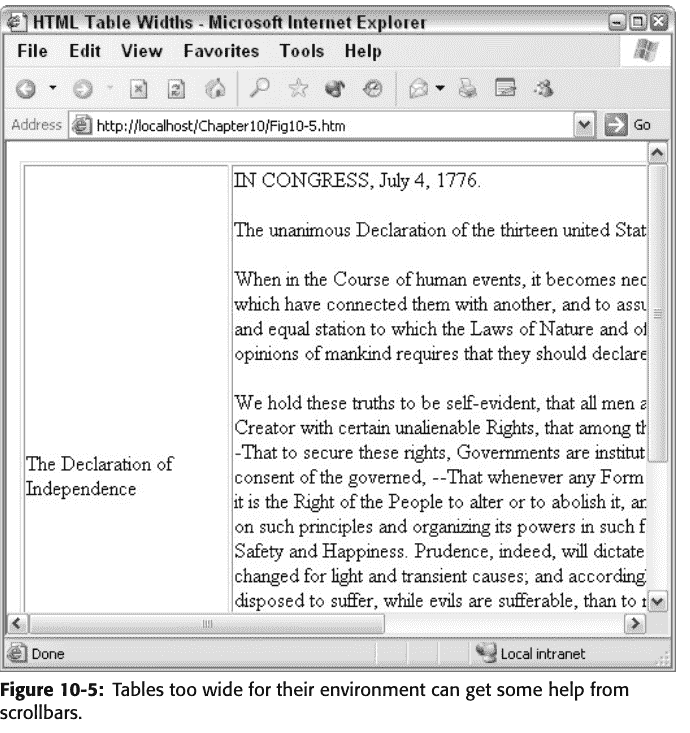 HTML Table Widths - Microsoft Internet Explorer
File Edit View Favorites Tools Help
Address http://localhost/Chapter10/Fig10-5.htm Go
IN CONGRESS, July 4, 1776.
The unanimous Declaration of the thirteen united Stat
When in the Course of human events, it becomes nec
which have connected them with another, and to assu
and equal station to which the Laws of Nature and of
opinions of mankind requires that they should declare
We hold these truths to be self-evident, that all men a
Creator with certain unalienable Rights, that among th
-That to secure these rights, Governments are institut
consent of the governed, --That whenever any Form
it is the Right of the People to alter or to abolish it, an
on such principles and organizing its powers in such f
Safety and Happiness. Prudence, indeed, will dictate
changed for light and transient causes; and according
disposed to suffer, while evils are sufferable, than to r
The Declaration of
Independence
Done Local intranet
Figure 10-5: Tables too wide for their environment can get some help from
scrollbars.